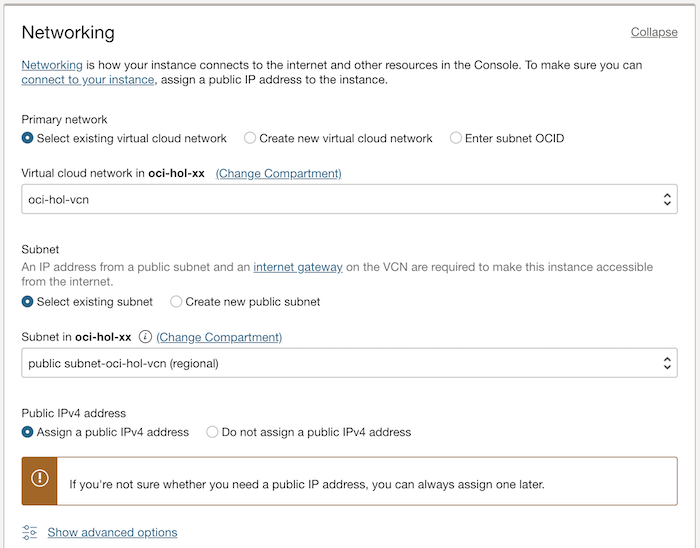 Networking
Collapse
Networking is how your instance connects to the internet and other resources in the Console. To make sure you can
connect to your instance, assign a public IP address to the instance.
Primary network
Select existing virtual cloud network
Create new virtual cloud network
Enter subnet OCID
Virtual cloud network in oci-hol-xx (Change Compartment)
oci-hol-vcn
Subnet
An IP address from a public subnet and an internet gateway on the VCN are required to make this instance accessible
from the internet.
Select existing subnet
Create new public subnet
Subnet in oci-hol-xx i (Change Compartment)
public subnet-oci-hol-vcn (regional)
Public IPv4 address
Assign a public IPv4 address
Do not assign a public IPv4 address
If you're not sure whether you need a public IP address, you can always assign one later.
Show advanced options